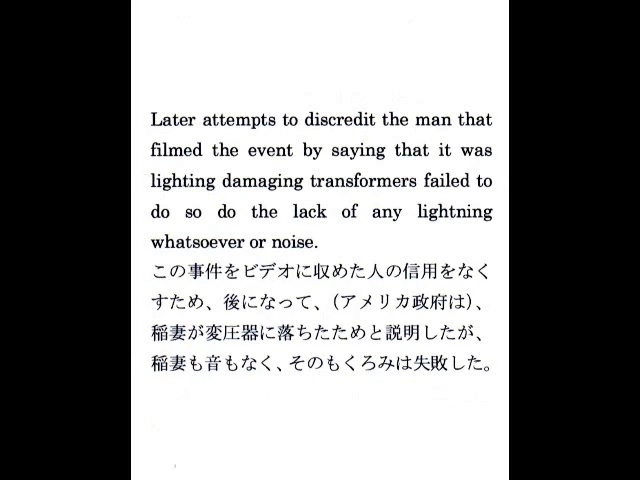 Later attempts to discredit the man that
filmed the event by saying that it was
lighting damaging transformers failed to
do so do the lack of any lightning
whatsoever or noise.
この事件をビデオに収めた人の信用をなく
すため、後になって、（アメリカ政府は）、
稲妻が変圧器に落ちたためと説明したが、
稲妻も音もなく、そのもくろみは失敗した。